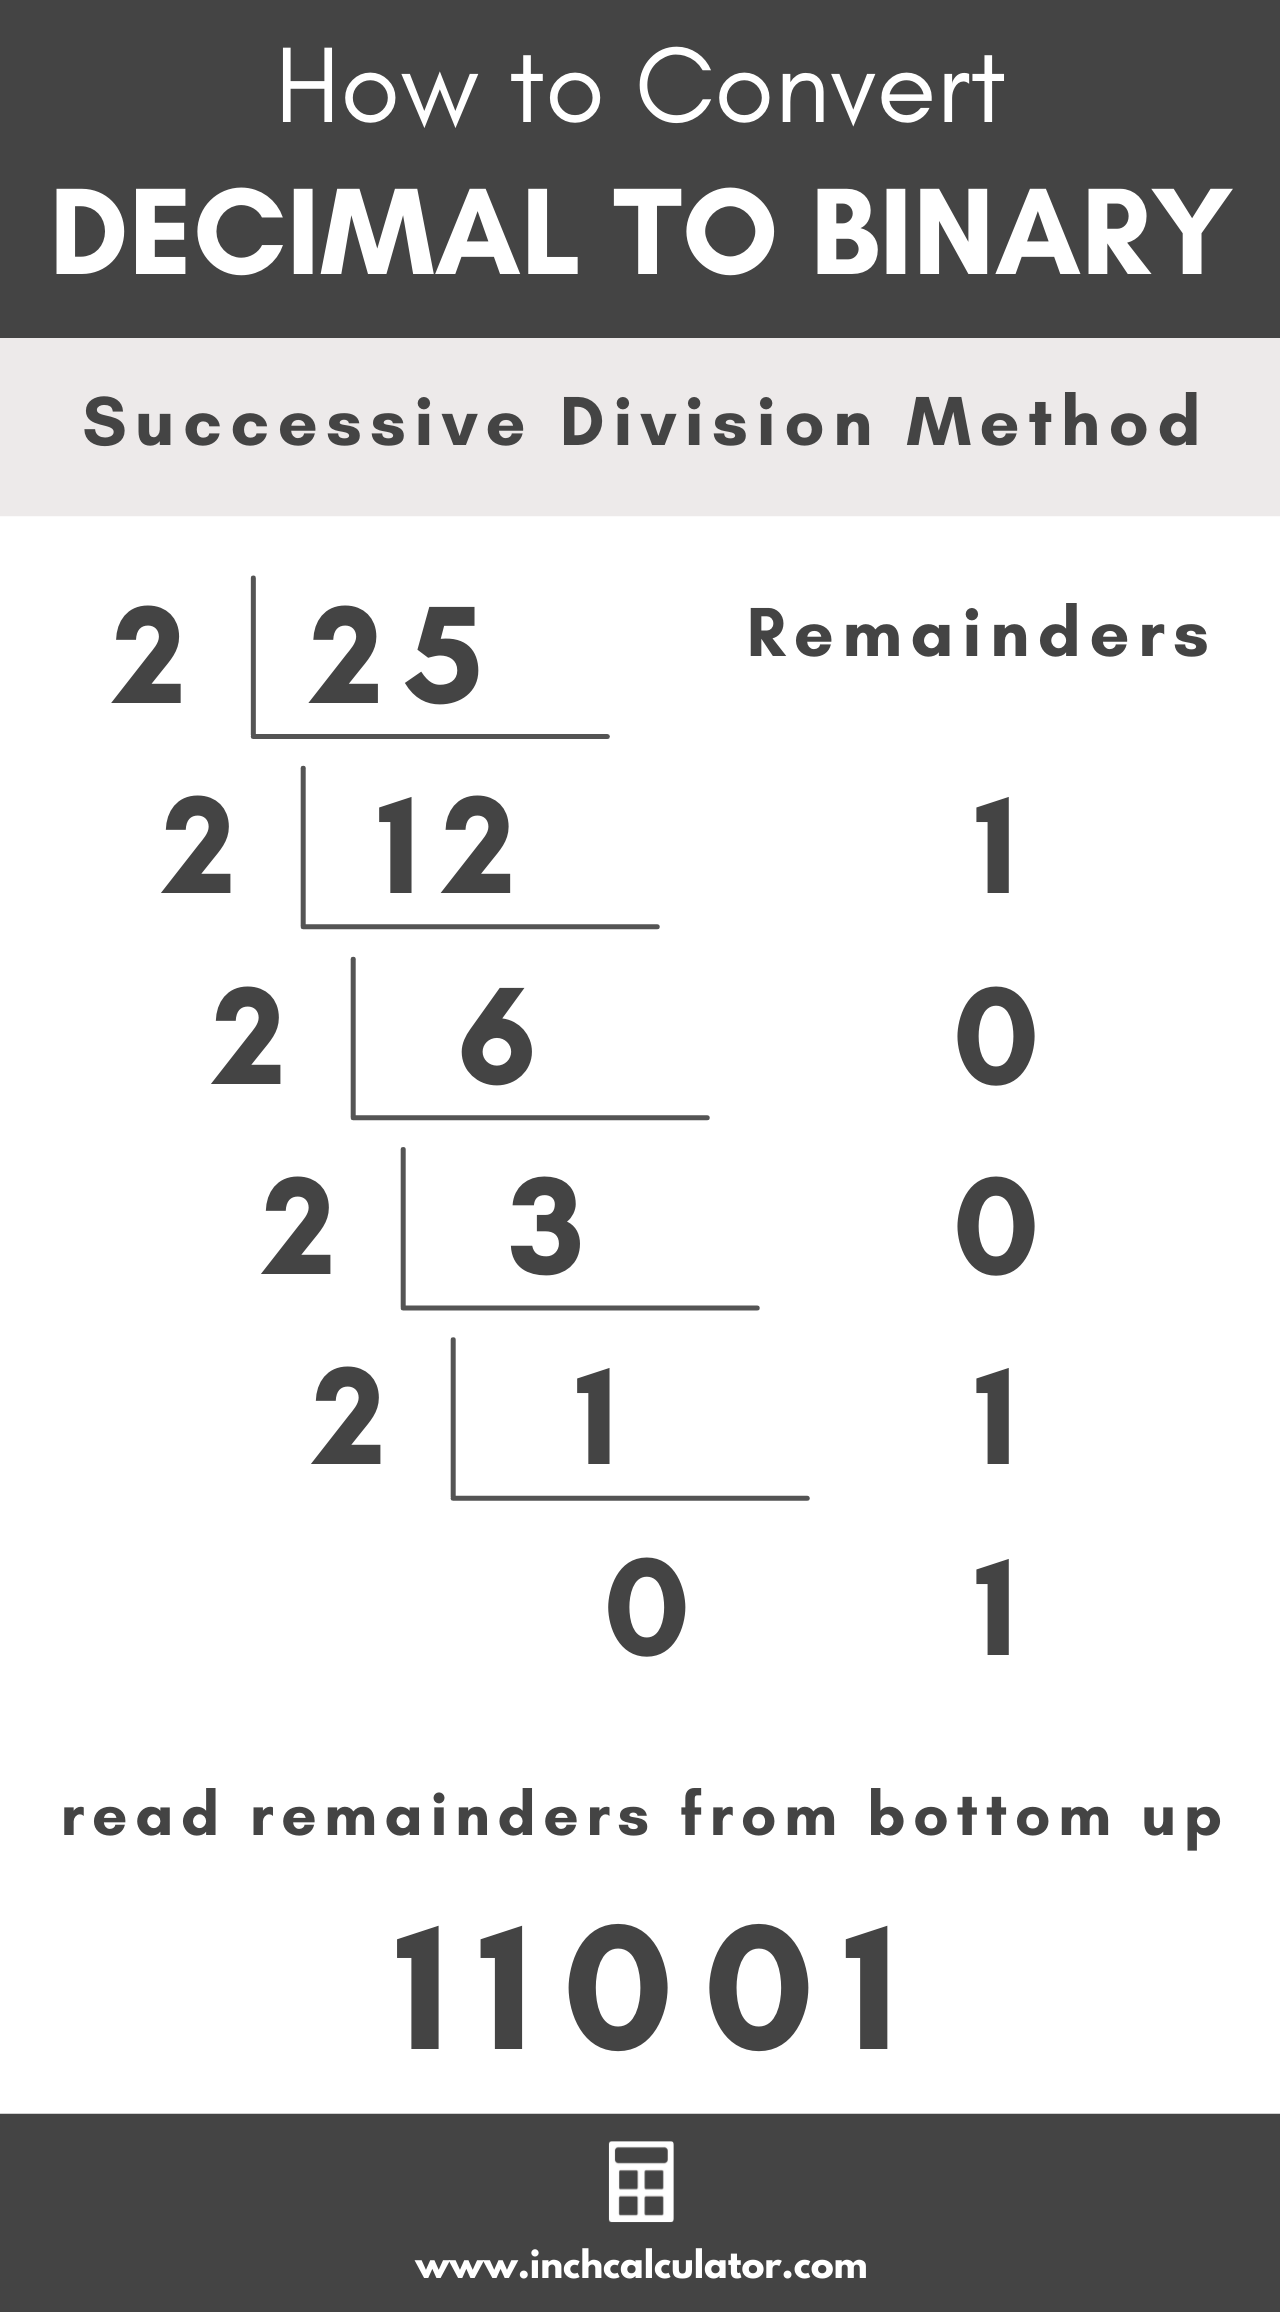 How to Convert
DECIMAL TO BINARY
Successive Division Method
2 25 Remainders
2 12 1
2 6 0
2 3 0
2 1 1
0 1
read remainders from bottom up
11001
www.inchcalculator.com